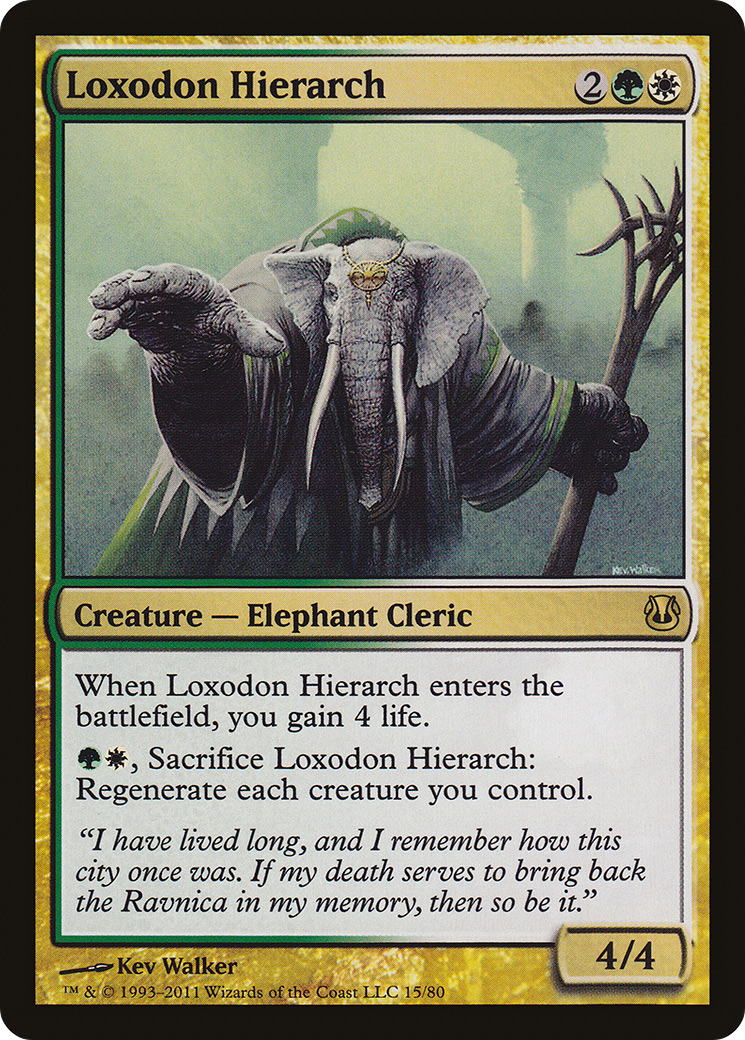 Loxodon Hierarch 2
Kev. Walker
Creature — Elephant Cleric
When Loxodon Hierarch enters the
battlefield, you gain 4 life.
, Sacrifice Loxodon Hierarch:
Regenerate each creature you control.
“I have lived long, and I remember how this
city once was. If my death serves to bring back
the Ravnica in my memory, then so be it.”
4/4
Kev Walker
™ & © 1993–2011 Wizards of the Coast LLC 15/80